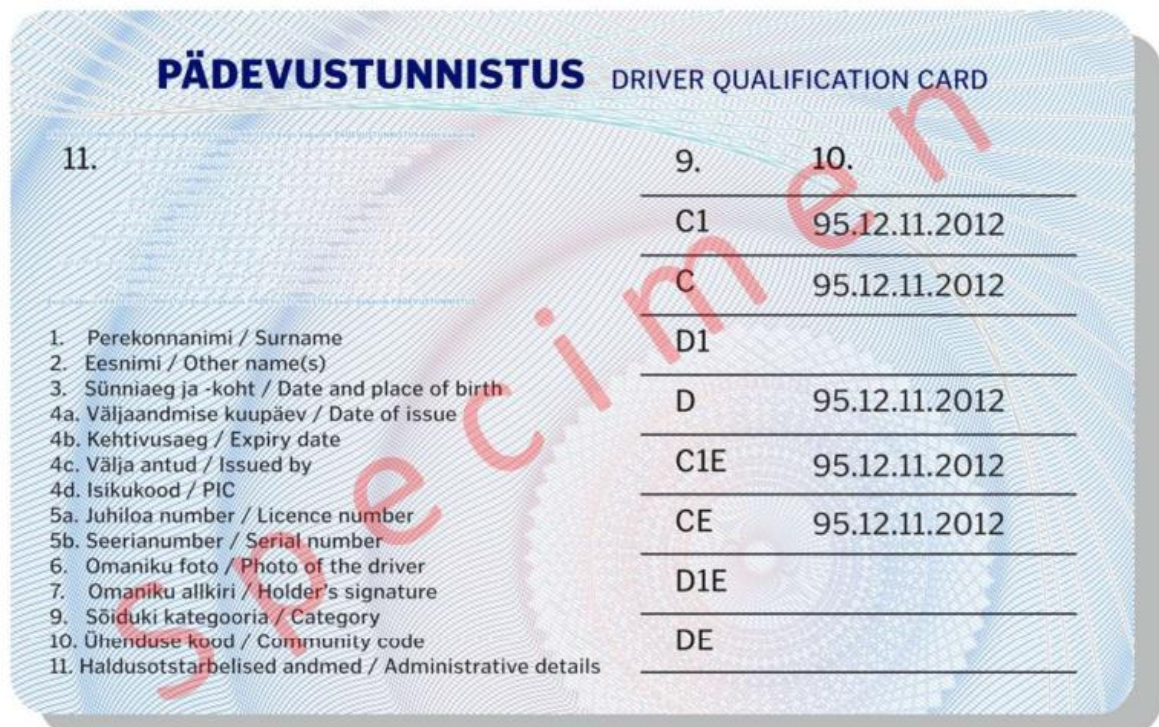 PÄDEVUSTUNNISTUS DRIVER QUALIFICATION CARD
11.
9. 10.
C1 95.12.11.2012
C 95.12.11.2012
D1
D 95.12.11.2012
C1E 95.12.11.2012
CE 95.12.11.2012
D1E
DE
1. Perekonnanimi / Surname
2. Eesnimi / Other name(s)
3. Sünniaeg ja -koht / Date and place of birth
4a. Väljaandmise kuupäev / Date of issue
4b. Kehtivusaeg / Expiry date
4c. Välja antud / Issued by
4d. Isikukood / PIC
5a. Juhiloa number / Licence number
5b. Seerianumber / Serial number
6. Omaniku foto / Photo of the driver
7. Omaniku allkiri / Holder's signature
9. Sõiduki kategooria / Category
10. Ühenduse kood / Community code
11. Haldusotstarbelised andmed / Administrative details
Specimen